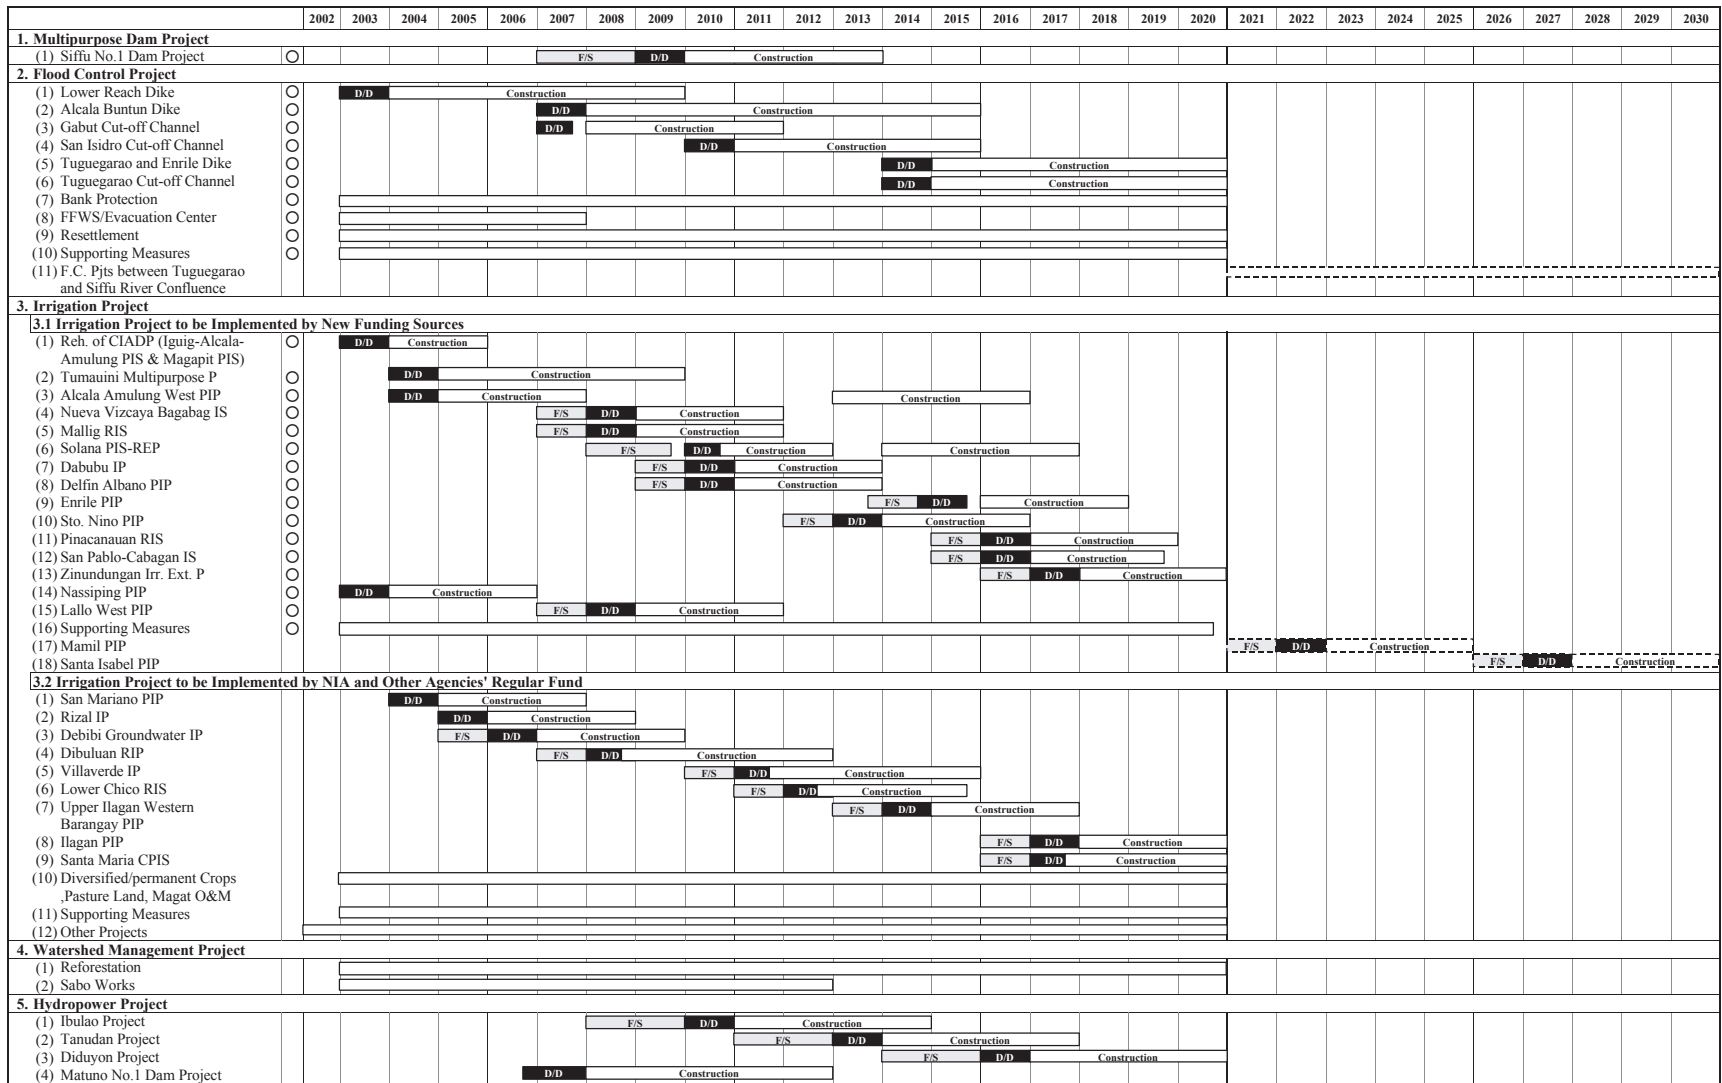 2002 2003 2004 2005 2006 2007 2008 2009 2010 2011 2012 2013 2014 2015 2016 2017 2018 2019 2020 2021 2022 2023 2024 2025 2026 2027 2028 2029 2030
1. Multipurpose Dam Project
(1) Siffu No.1 Dam Project ○ F/S D/D Construction
2. Flood Control Project
(1) Lower Reach Dike ○ D/D Construction
(2) Alcala Buntun Dike ○ D/D Construction
(3) Gabut Cut-off Channel ○ D/D Construction
(4) San Isidro Cut-off Channel ○ D/D Construction
(5) Tuguegarao and Enrile Dike ○ D/D Construction
(6) Tuguegarao Cut-off Channel ○ D/D Construction
(7) Bank Protection ○
(8) FFWS/Evacuation Center ○
(9) Resettlement ○
(10) Supporting Measures ○
(11) F.C. Pjts between Tuguegarao
and Siffu River Confluence
3. Irrigation Project
3.1 Irrigation Project to be Implemented by New Funding Sources
(1) Reh. of CIADP (Iguig-Alcala- ○ D/D Construction
Amulung PIS & Magapit PIS)
(2) Tumauini Multipurpose P ○ D/D Construction
(3) Alcala Amulung West PIP ○ D/D Construction Construction
(4) Nueva Vizcaya Bagabag IS ○ F/S D/D Construction
(5) Mallig RIS ○ F/S D/D Construction
(6) Solana PIS-REP ○ F/S D/D Construction Construction
(7) Dabubu IP ○ F/S D/D Construction
(8) Delfin Albano PIP ○ F/S D/D Construction
(9) Enrile PIP ○ F/S D/D Construction
(10) Sto. Nino PIP ○ F/S D/D Construction
(11) Pinacanauan RIS ○ F/S D/D Construction
(12) San Pablo-Cabagan IS ○ F/S D/D Construction
(13) Zinundungan Irr. Ext. P ○ F/S D/D Construction
(14) Nassiping PIP ○ D/D Construction
(15) Lallo West PIP ○ F/S D/D Construction
(16) Supporting Measures ○
(17) Mamil PIP F/S D/D Construction
(18) Santa Isabel PIP F/S D/D Construction
3.2 Irrigation Project to be Implemented by NIA and Other Agencies' Regular Fund
(1) San Mariano PIP D/D Construction
(2) Rizal IP D/D Construction
(3) Debibi Groundwater IP F/S D/D Construction
(4) Dibuluan RIP F/S D/D Construction
(5) Villaverde IP F/S D/D Construction
(6) Lower Chico RIS F/S D/D Construction
(7) Upper Ilagan Western F/S D/D Construction
Barangay PIP
(8) Ilagan PIP F/S D/D Construction
(9) Santa Maria CPIS F/S D/D Construction
(10) Diversified/permanent Crops
,Pasture Land, Magat O&M
(11) Supporting Measures
(12) Other Projects
4. Watershed Management Project
(1) Reforestation
(2) Sabo Works
5. Hydropower Project
(1) Ibulao Project F/S D/D Construction
(2) Tanudan Project F/S D/D Construction
(3) Diduyon Project F/S D/D Construction
(4) Matuno No.1 Dam Project D/D Construction